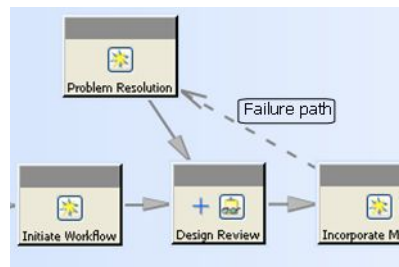 Problem Resolution
Failure path
Initiate Workflow
Design Review
Incorporate M